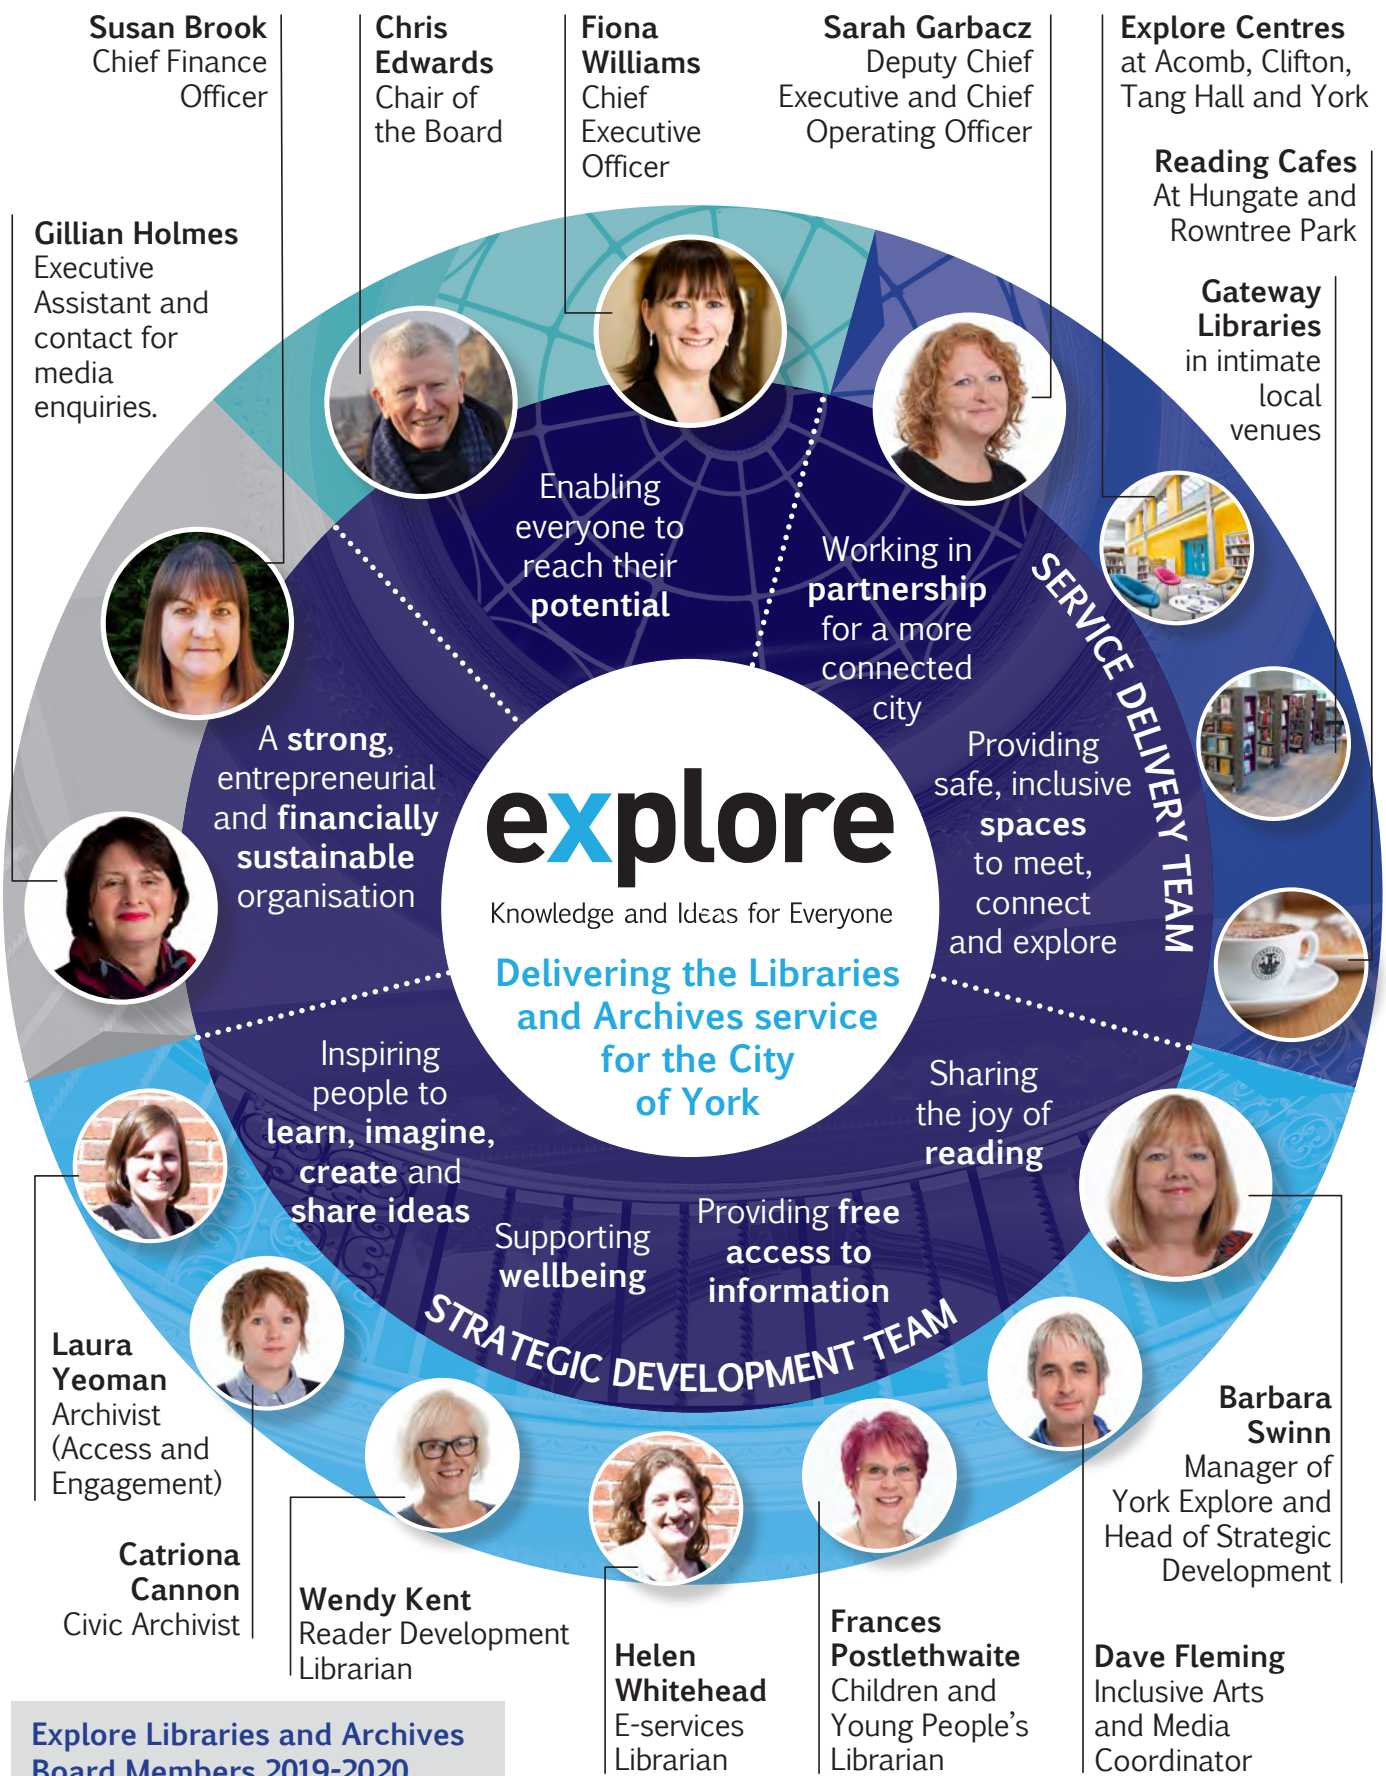 Susan Brook
Chief Finance
Officer
Chris
Edwards
Chair of
the Board
Fiona
Williams
Chief
Executive
Officer
Sarah Garbacz
Deputy Chief
Executive and Chief
Operating Officer
Explore Centres
at Acomb, Clifton,
Tang Hall and York
Reading Cafes
At Hungate and
Rowntree Park
Gateway
Libraries
in intimate
local
venues
Gillian Holmes
Executive
Assistant and
contact for
media
enquiries.
Enabling
everyone to
reach their
potential
Working in
partnership
for a more
connected
city
SERVICE DELIVERY TEAM
Providing
safe, inclusive
spaces
to meet,
connect
and explore
A strong,
entrepreneurial
and financially
sustainable
organisation
explore
Knowledge and Ideas for Everyone
Delivering the Libraries
and Archives service
for the City
of York
Inspiring
people to
learn, imagine,
create and
share ideas
Supporting
wellbeing
Providing free
access to
information
Sharing
the joy of
reading
STRATEGIC DEVELOPMENT TEAM
Laura
Yeoman
Archivist
(Access and
Engagement)
Catriona
Cannon
Civic Archivist
Wendy Kent
Reader Development
Librarian
Helen
Whitehead
E-services
Librarian
Frances
Postlethwaite
Children and
Young People's
Librarian
Dave Fleming
Inclusive Arts
and Media
Coordinator
Barbara
Swinn
Manager of
York Explore and
Head of Strategic
Development
Explore Libraries and Archives
Board Members 2019-2020